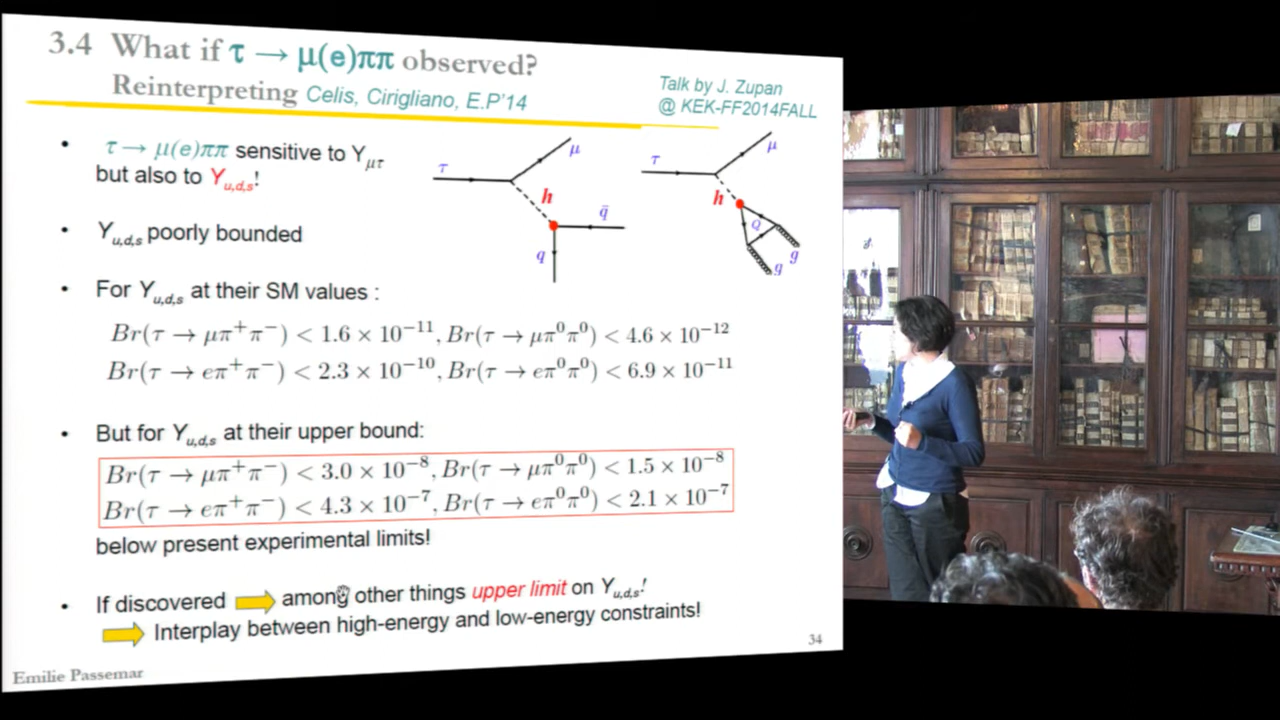 3.4 What if τ → μ(e)ππ observed?
Reinterpreting Celis, Cirigliano, E.P'14
Talk by J. Zupan
@ KEK-FF2014FALL
• τ → μ(e)ππ sensitive to Y_μτ
but also to Y_u,d,s!
• Y_u,d,s poorly bounded
• For Y_u,d,s at their SM values :
Br(τ → μπ⁺π⁻) < 1.6 × 10⁻¹¹, Br(τ → μπ⁰π⁰) < 4.6 × 10⁻¹²
Br(τ → eπ⁺π⁻) < 2.3 × 10⁻¹⁰, Br(τ → eπ⁰π⁰) < 6.9 × 10⁻¹¹
• But for Y_u,d,s at their upper bound:
Br(τ → μπ⁺π⁻) < 3.0 × 10⁻⁸, Br(τ → μπ⁰π⁰) < 1.5 × 10⁻⁸
Br(τ → eπ⁺π⁻) < 4.3 × 10⁻⁷, Br(τ → eπ⁰π⁰) < 2.1 × 10⁻⁷
below present experimental limits!
• If discovered ⇒ among other things upper limit on Y_u,d,s!
⇒ Interplay between high-energy and low-energy constraints!
τ μ h q̄ q
τ μ h Q g g
Emilie Passemar
34